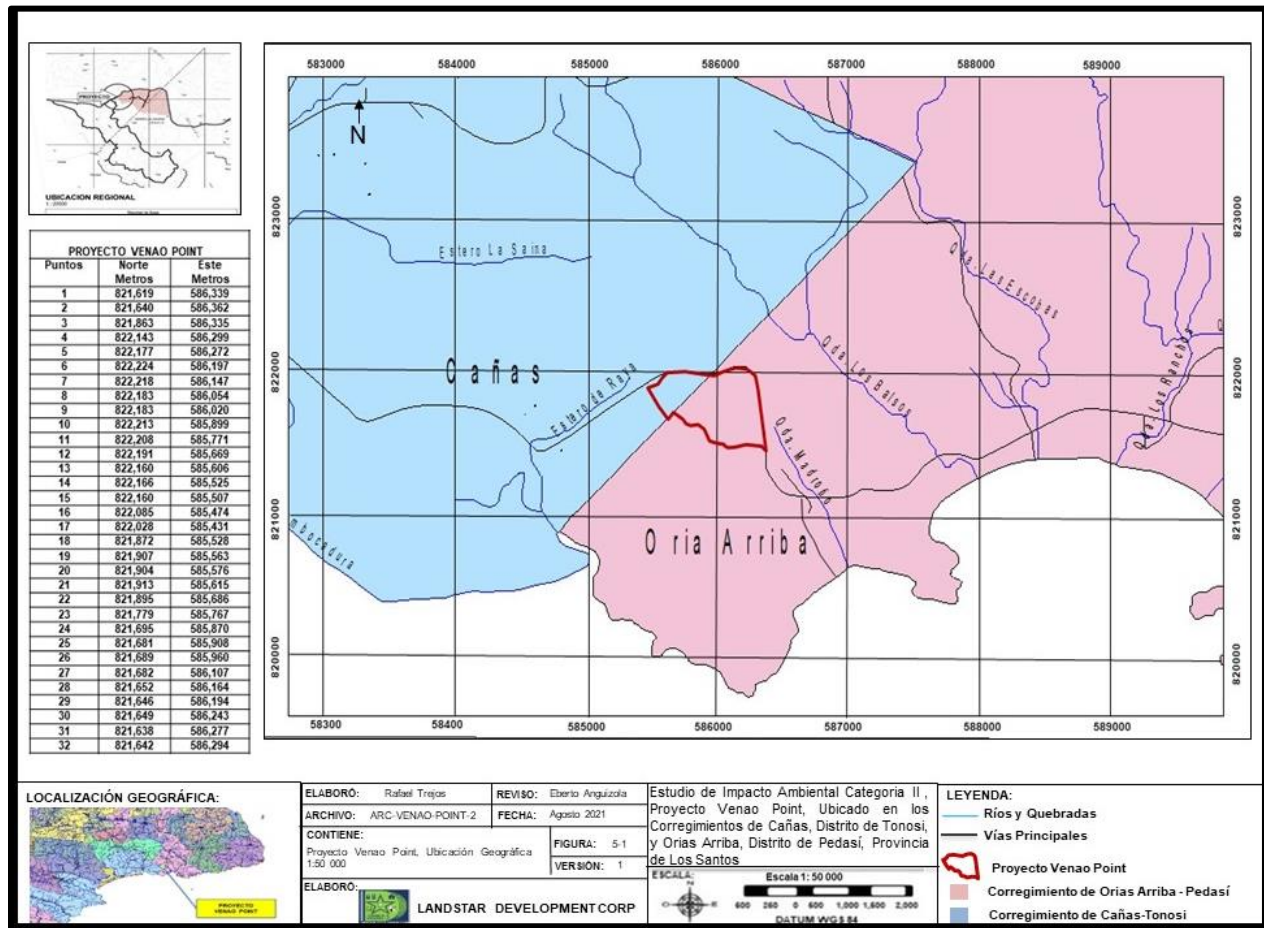 583000 584000 585000 586000 587000 588000 589000
N
PROYECTO
UBICACION REGIONAL
PROYECTO VENAO POINT
Puntos Norte Este
Metros Metros
1 821,619 586,339
2 821,640 586,362
3 821,863 586,335
4 822,143 586,299
5 822,177 586,272
6 822,224 586,197
7 822,218 586,147
8 822,183 586,054
9 822,183 586,020
10 822,213 585,899
11 822,208 585,771
12 822,191 585,669
13 822,160 585,606
14 822,166 585,525
15 822,160 585,507
16 822,085 585,474
17 822,028 585,431
18 821,872 585,528
19 821,907 585,563
20 821,904 585,576
21 821,913 585,615
22 821,895 585,686
23 821,779 585,767
24 821,695 585,870
25 821,681 585,908
26 821,689 585,960
27 821,682 586,107
28 821,652 586,164
29 821,646 586,194
30 821,649 586,243
31 821,638 586,277
32 821,642 586,294
823000
822000
821000
820000
Cañas
Estero de Raya
Qda. Las Escobas
Qda. Los Balsos
Qda. Los Ranchos
Qda. Madroño
Oria Arriba
mbocadura
823000
822000
821000
820000
58300 58400 585000 586000 587000 588000 589000
LOCALIZACIÓN GEOGRÁFICA:
PROYECTO
VENAO POINT
ELABORÓ: Rafael Trejos
REVISO: Eberto Anguizola
ARCHIVO: ARC-VENAO-POINT-2
FECHA: Agosto 2021
CONTIENE:
Proyecto Venao Point, Ubicación Geográfica
1:50 000
FIGURA: 5-1
VERSIÓN: 1
ELABORÓ:
LANDSTAR DEVELOPMENT CORP
Estudio de Impacto Ambiental Categoria II ,
Proyecto Venao Point, Ubicado en los
Corregimientos de Cañas, Distrito de Tonosi,
y Orias Arriba, Distrito de Pedasí, Provincia
de Los Santos
ESCALA:
Escala 1: 50 000
0 500 1,000 1,500 2,000
DATUM WGS 84
LEYENDA:
Ríos y Quebradas
Vías Principales
Proyecto Venao Point
Corregimiento de Orias Arriba - Pedasí
Corregimiento de Cañas-Tonosi